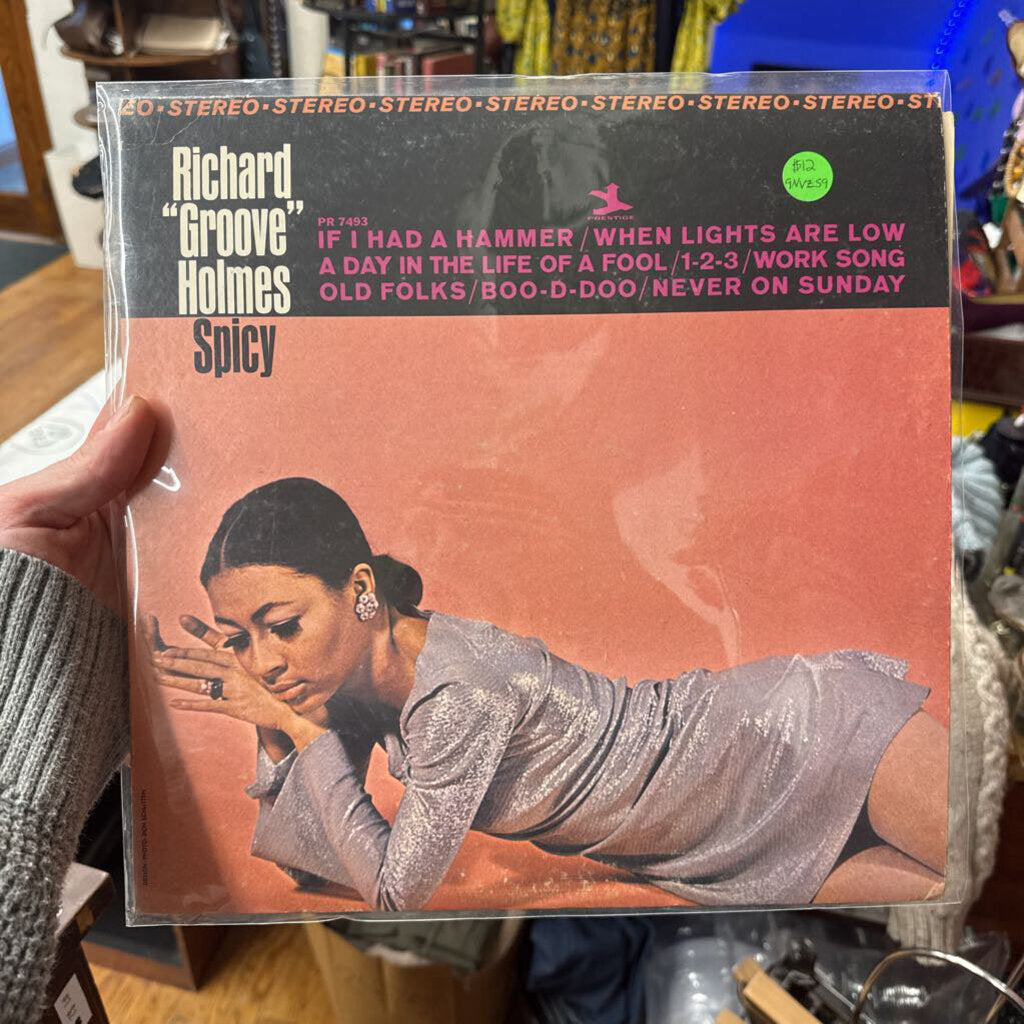 STEREO·STEREO·STEREO·STEREO·STEREO·STEREO·STEREO
Richard
“Groove”
Holmes
Spicy
$12
PRESTIGE
PR 7493
IF I HAD A HAMMER/WHEN LIGHTS ARE LOW
A DAY IN THE LIFE OF A FOOL/1-2-3/WORK SONG
OLD FOLKS/BOO-D-DOO/NEVER ON SUNDAY